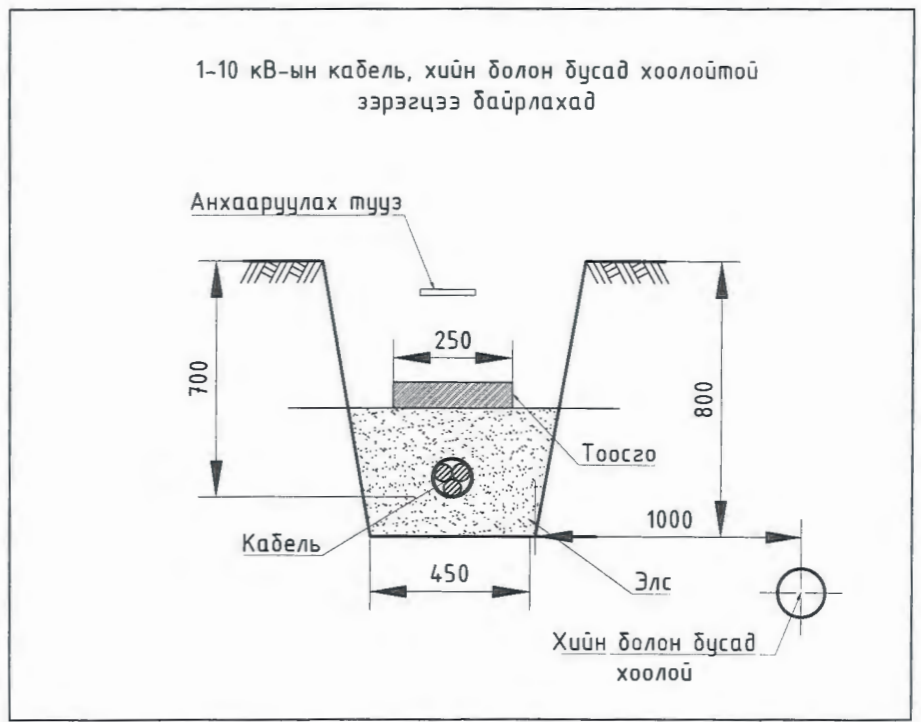 1-10 кВ-ын кабель, хийн болон бусад хоолойтой
зэрэгцээ байрлахад
Анхааруулах тууз
250
700
800
Тоосго
1000
Кабель
450
Элс
Хийн болон бусад
хоолой